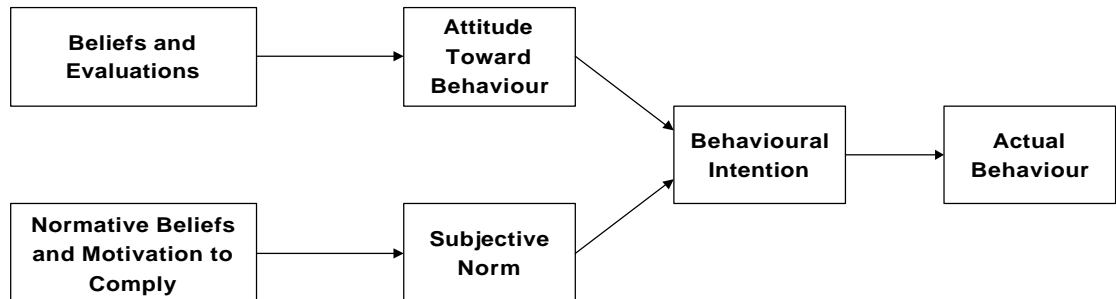 Beliefs and
Evaluations
Attitude
Toward
Behaviour
Behavioural
Intention
Actual
Behaviour
Normative Beliefs
and Motivation to
Comply
Subjective
Norm